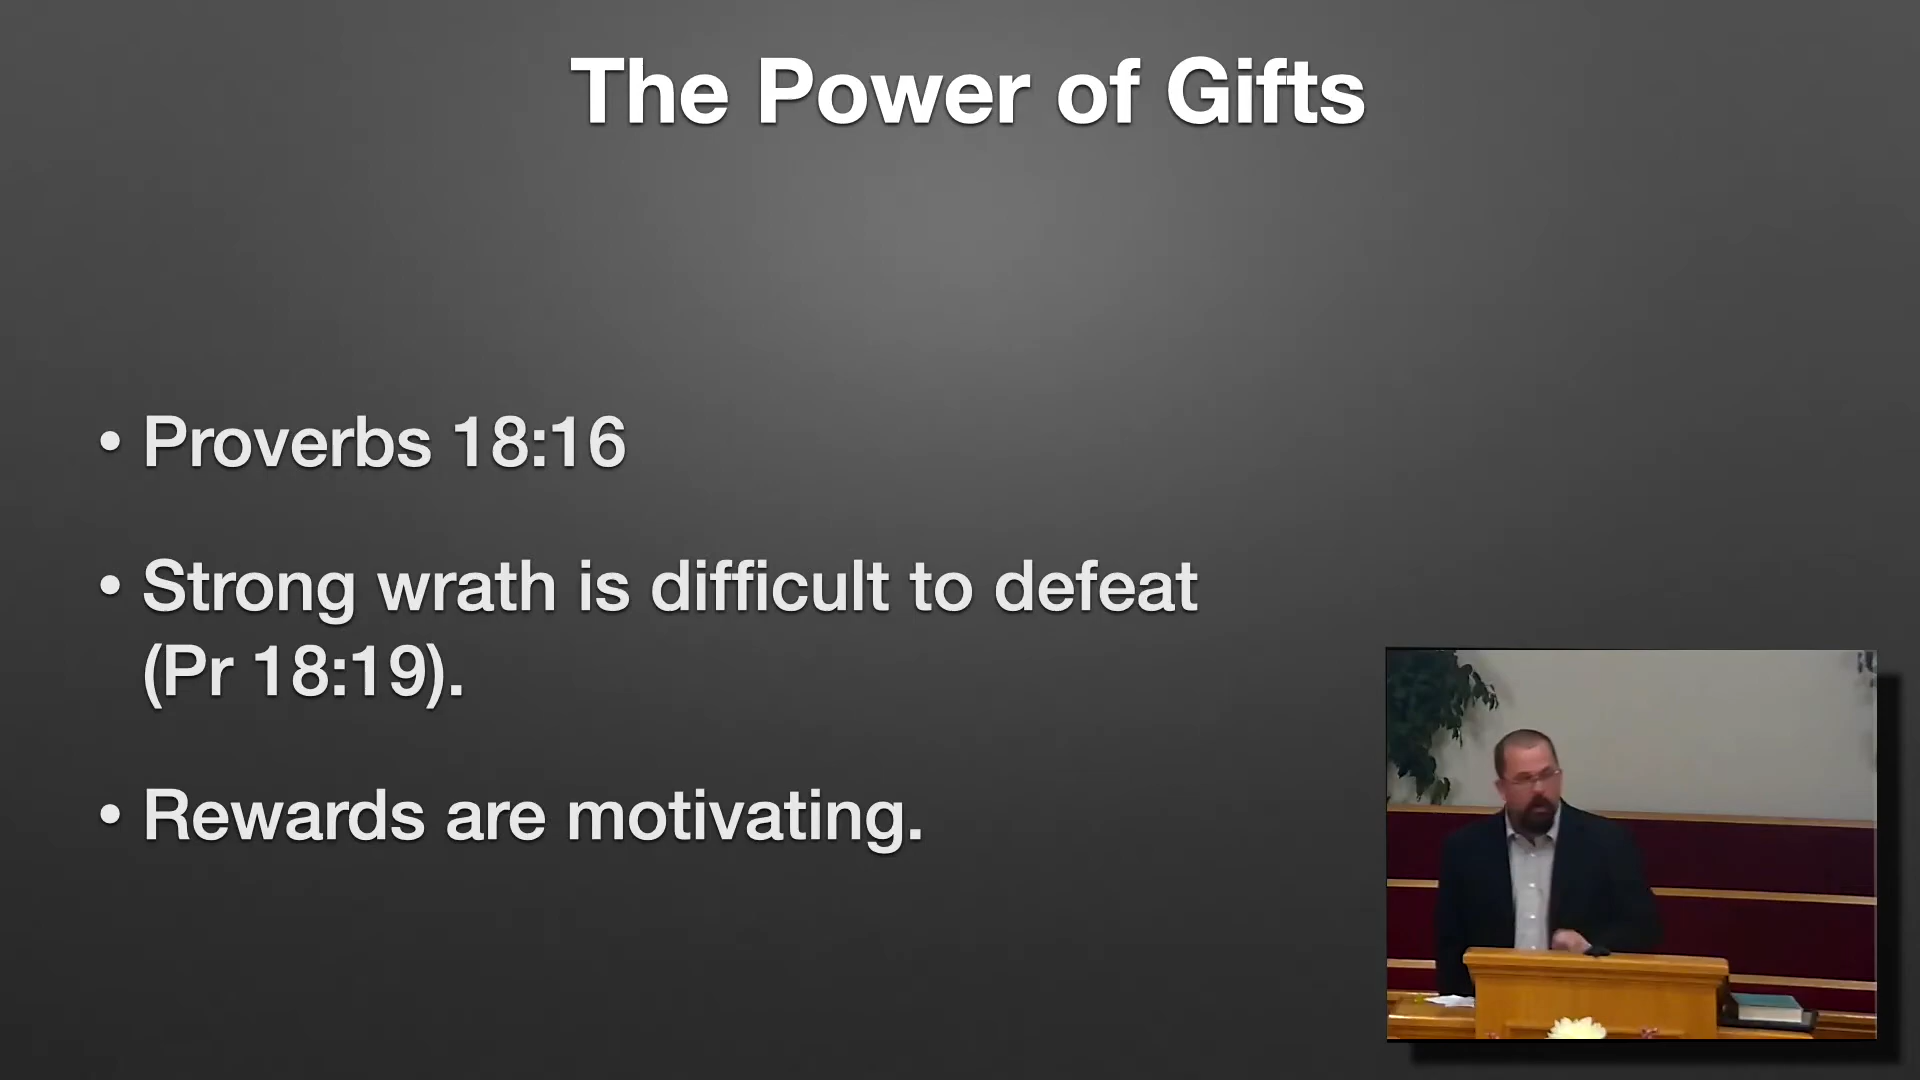 The Power of Gifts
• Proverbs 18:16
• Strong wrath is difficult to defeat
(Pr 18:19).
• Rewards are motivating.